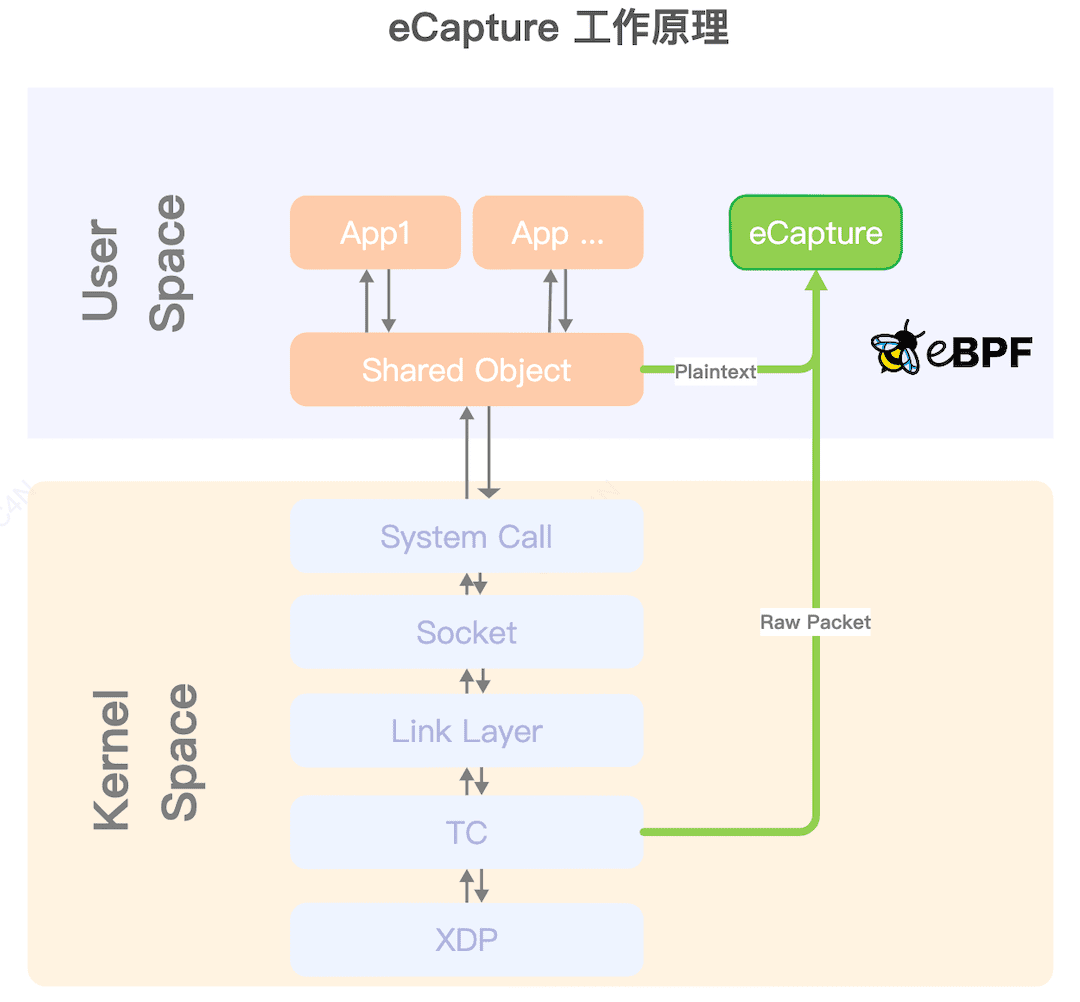 eCapture 工作原理
User
Space
App1
App ...
eCapture
Shared Object
Plaintext
eBPF
System Call
Socket
Raw Packet
Link Layer
Kernel
Space
TC
XDP